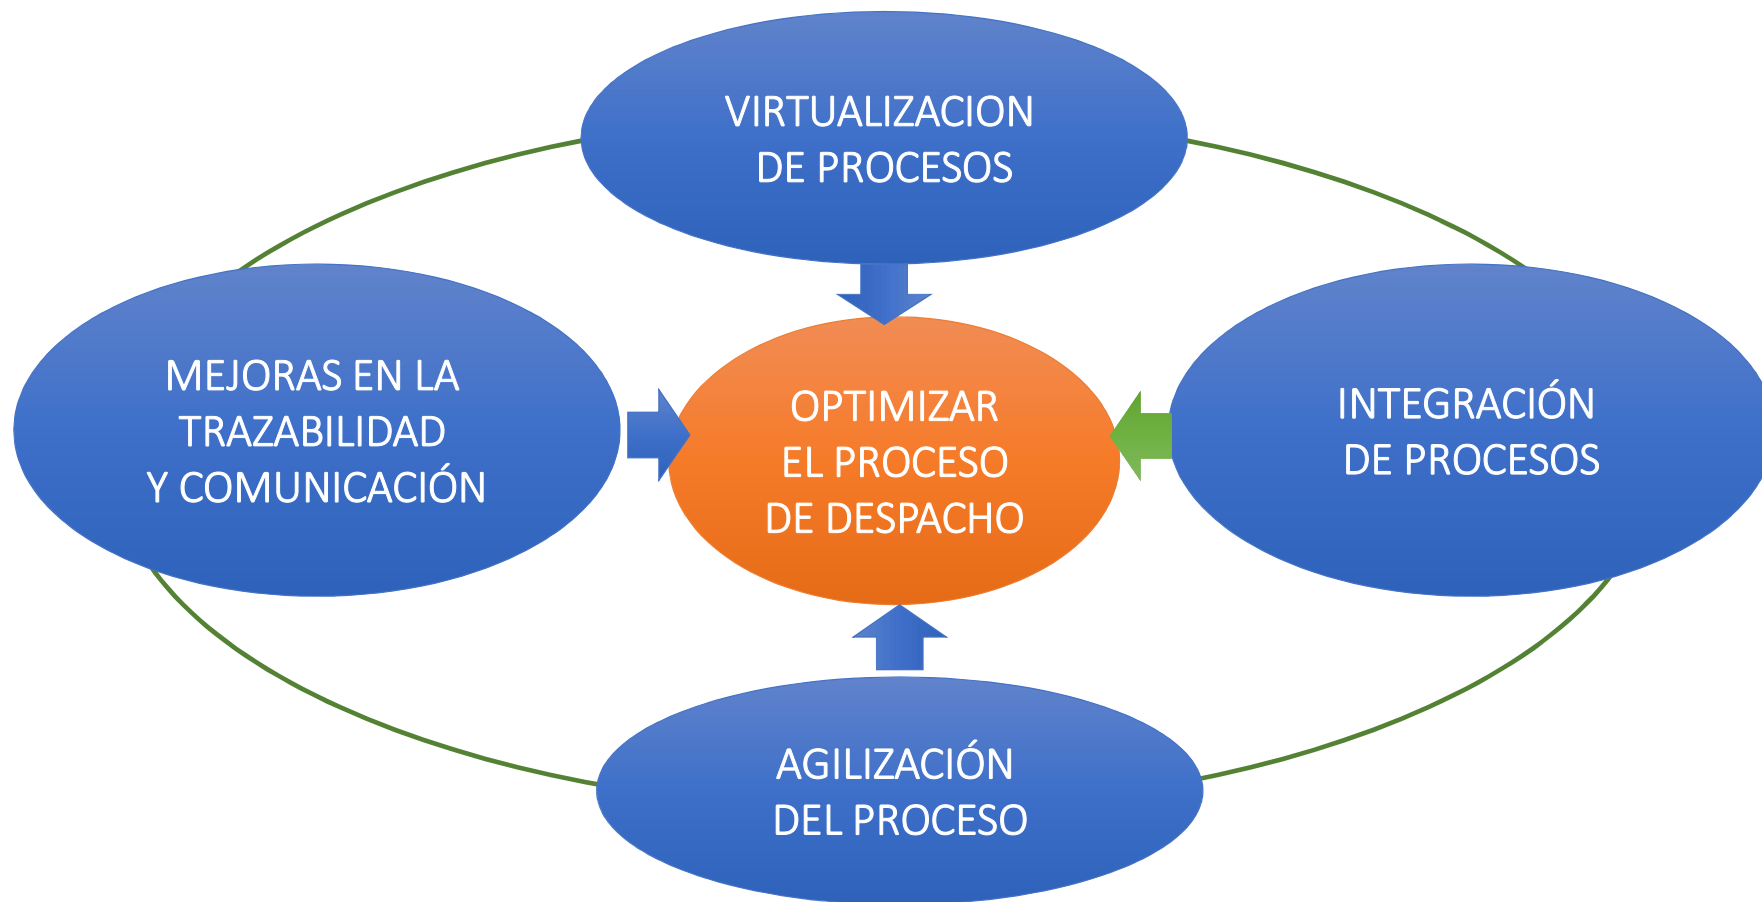 VIRTUALIZACION
DE PROCESOS
MEJORAS EN LA
TRAZABILIDAD
Y COMUNICACIÓN
OPTIMIZAR
EL PROCESO
DE DESPACHO
INTEGRACIÓN
DE PROCESOS
AGILIZACIÓN
DEL PROCESO